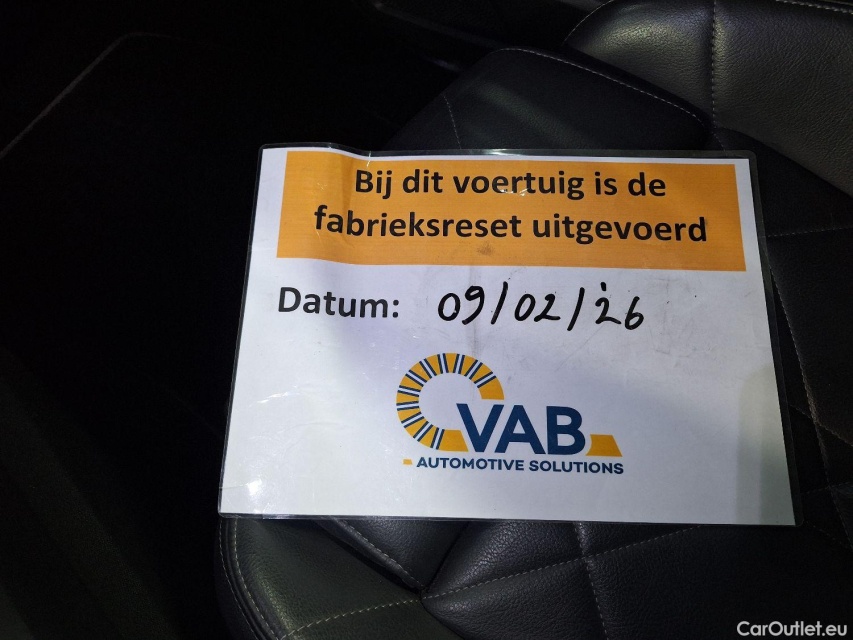 Bij dit voertuig is de
fabrieksreset uitgevoerd
Datum: 09/02/26
VAB
AUTOMOTIVE SOLUTIONS
CarOutlet.eu